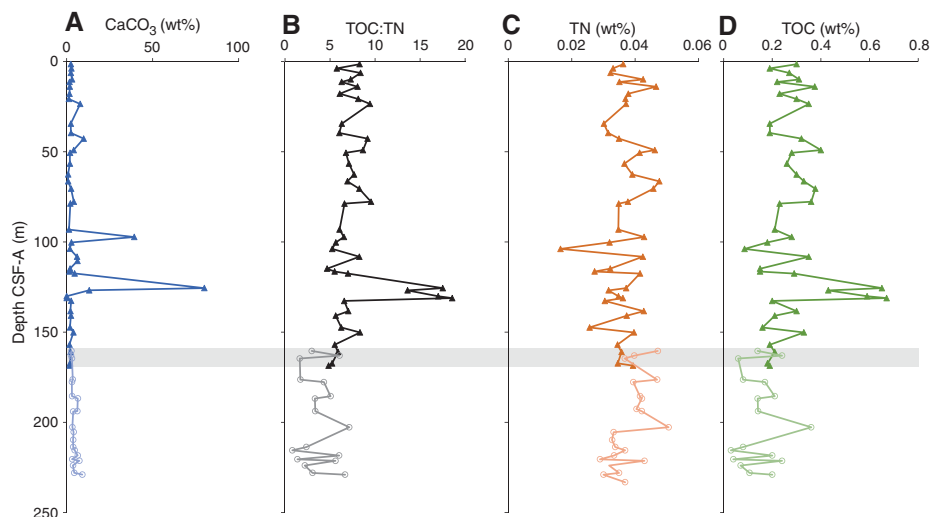 A CaCO3 (wt%)
0 50 100
B TOC:TN
0 5 10 15 20
C TN (wt%)
0 0.02 0.04 0.06
D TOC (wt%)
0 0.2 0.4 0.6 0.8
Depth CSF-A (m)
0
50
100
150
200
250